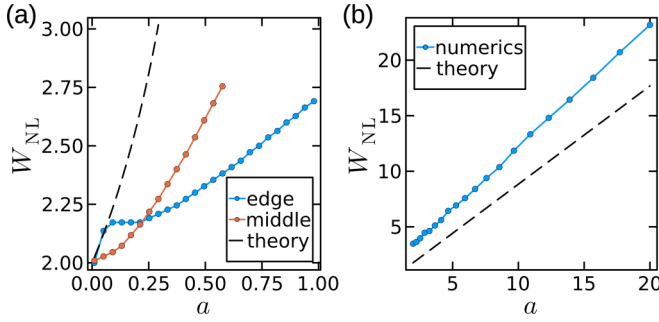 (a)
3.00
2.75
2.50
2.25
2.00
W_NL
edge
middle
theory
0.00 0.25 0.50 0.75 1.00
a
(b)
20
15
10
5
W_NL
numerics
theory
5 10 15 20
a